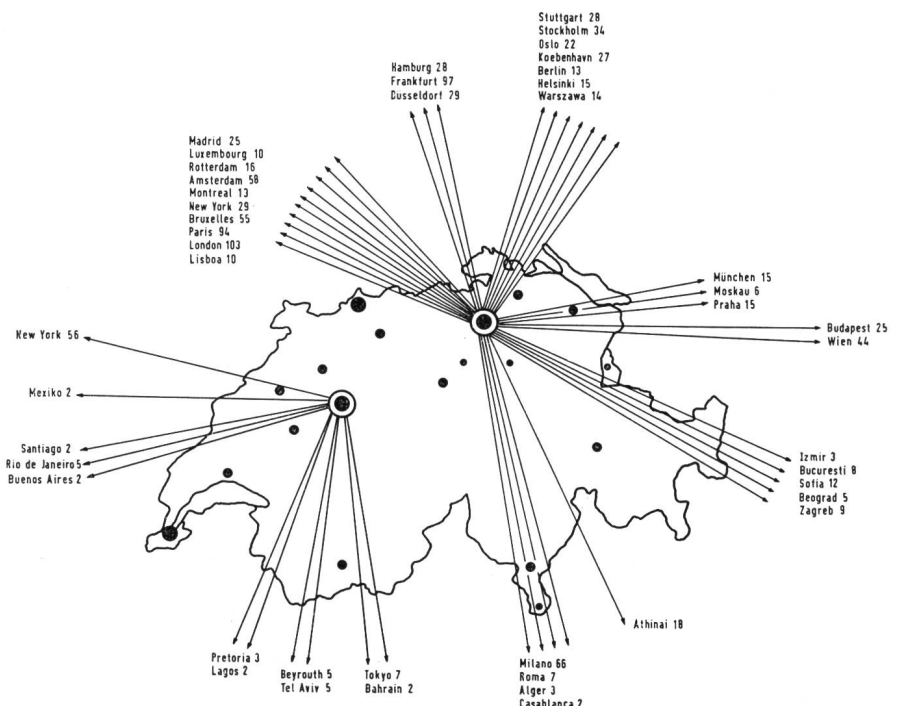 Stuttgart 28
Stockholm 34
Oslo 22
Koebenhavn 27
Berlin 13
Helsinki 15
Warszawa 14
Hamburg 28
Frankfurt 97
Dusseldorf 29
Madrid 25
Luxembourg 10
Rotterdam 16
Amsterdam 58
Montreal 13
New York 29
Bruxelles 55
Paris 94
London 103
Lisboa 10
München 15
Moskau 6
Praha 15
Budapest 25
Wien 44
New York 56
Mexiko 2
Santiago 2
Rio de Janeiro 5
Buenos Aires 2
Izmir 3
Bucuresti 8
Sofia 12
Beograd 5
Zagreb 9
Athinai 18
Pretoria 3
Lagos 2
Beyrouth 5
Tel Aviv 5
Tokyo 7
Bahrain 2
Milano 66
Roma 7
Alger 3
Casablanca 2